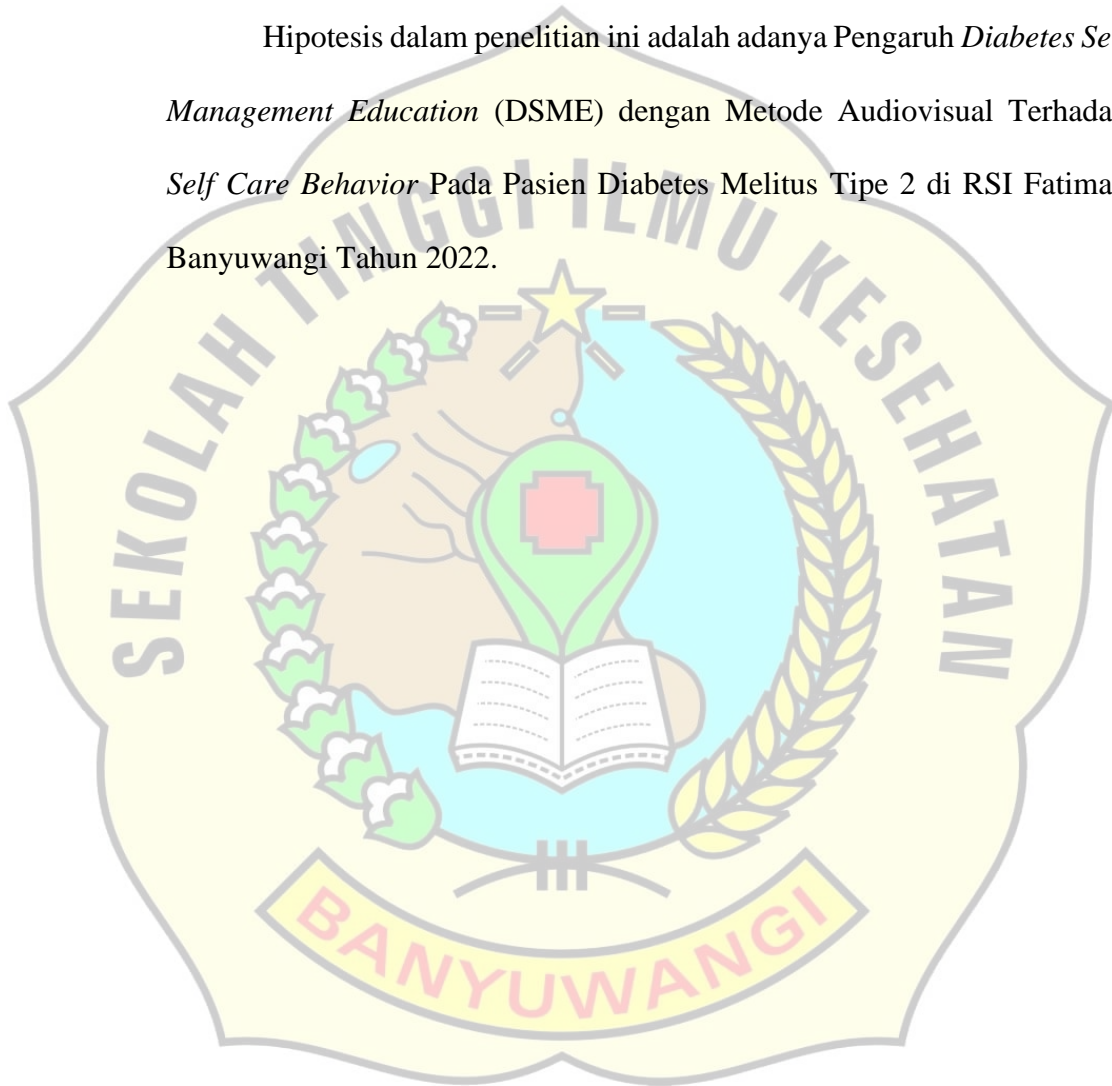 Hipotesis dalam penelitian ini adalah adanya Pengaruh Diabetes Se
Management Education (DSME) dengan Metode Audiovisual Terhada
Self Care Behavior Pada Pasien Diabetes Melitus Tipe 2 di RSI Fatima
Banyuwangi Tahun 2022.
SEKOLAH TINGGI ILMU KESEHATAN
BANYUWANGI